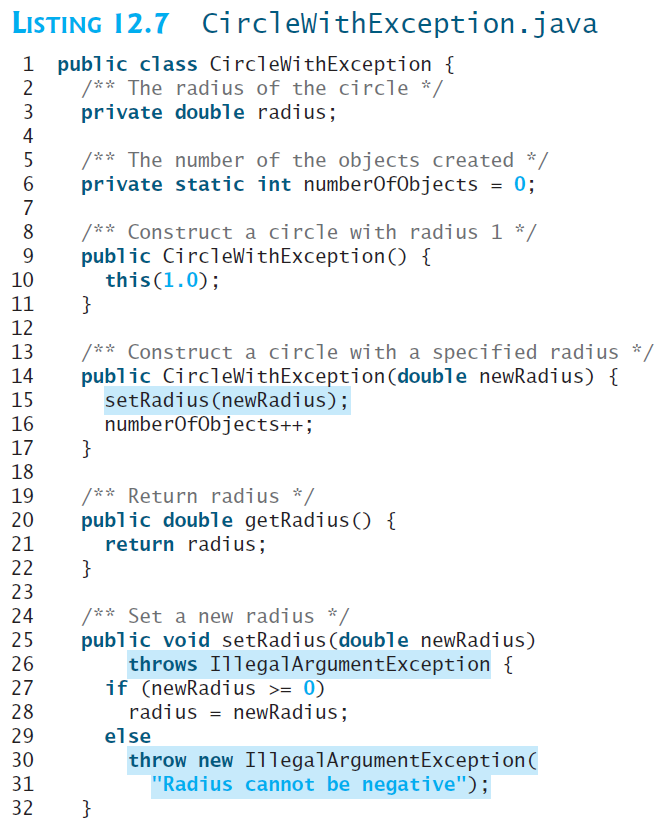 LISTING 12.7 CircleWithException.java
1 public class CircleWithException {
2 /** The radius of the circle */
3 private double radius;
4
5 /** The number of the objects created */
6 private static int numberOfObjects = 0;
7
8 /** Construct a circle with radius 1 */
9 public CircleWithException() {
10 this(1.0);
11 }
12
13 /** Construct a circle with a specified radius */
14 public CircleWithException(double newRadius) {
15 setRadius(newRadius);
16 numberOfObjects++;
17 }
18
19 /** Return radius */
20 public double getRadius() {
21 return radius;
22 }
23
24 /** Set a new radius */
25 public void setRadius(double newRadius)
26 throws IllegalArgumentException {
27 if (newRadius >= 0)
28 radius = newRadius;
29 else
30 throw new IllegalArgumentException(
31 "Radius cannot be negative");
32 }